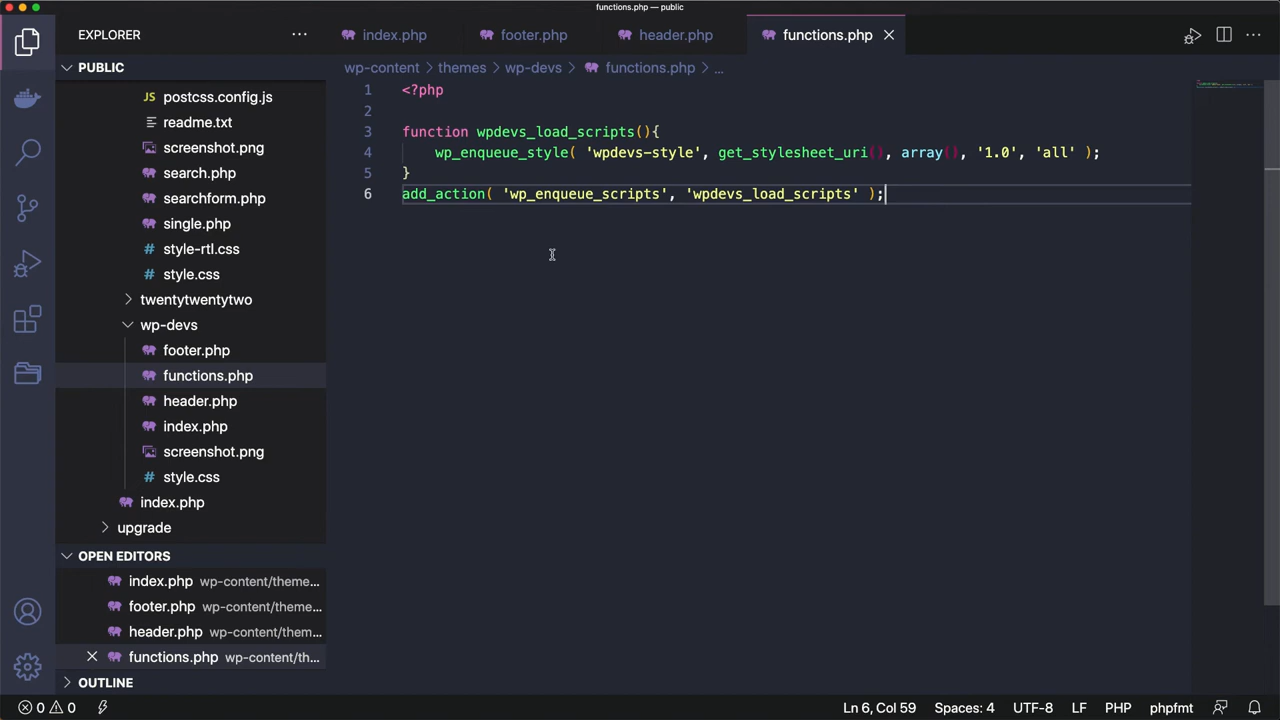 functions.php — public
EXPLORER
index.php
footer.php
header.php
functions.php
PUBLIC
wp-content
themes
wp-devs
functions.php
...
JS postcss.config.js
readme.txt
screenshot.png
search.php
searchform.php
single.php
# style-rtl.css
# style.css
twentytwentytwo
wp-devs
footer.php
functions.php
header.php
index.php
screenshot.png
# style.css
index.php
upgrade
OPEN EDITORS
index.php wp-content/theme...
footer.php wp-content/theme...
header.php wp-content/them...
functions.php wp-content/th...
OUTLINE
1 <?php
2
3 function wpdevs_load_scripts(){
4 wp_enqueue_style( 'wpdevs-style', get_stylesheet_uri(), array(), '1.0', 'all' );
5 }
6 add_action( 'wp_enqueue_scripts', 'wpdevs_load_scripts' );
0 0
Ln 6, Col 59
Spaces: 4
UTF-8
LF
PHP
phpfmt